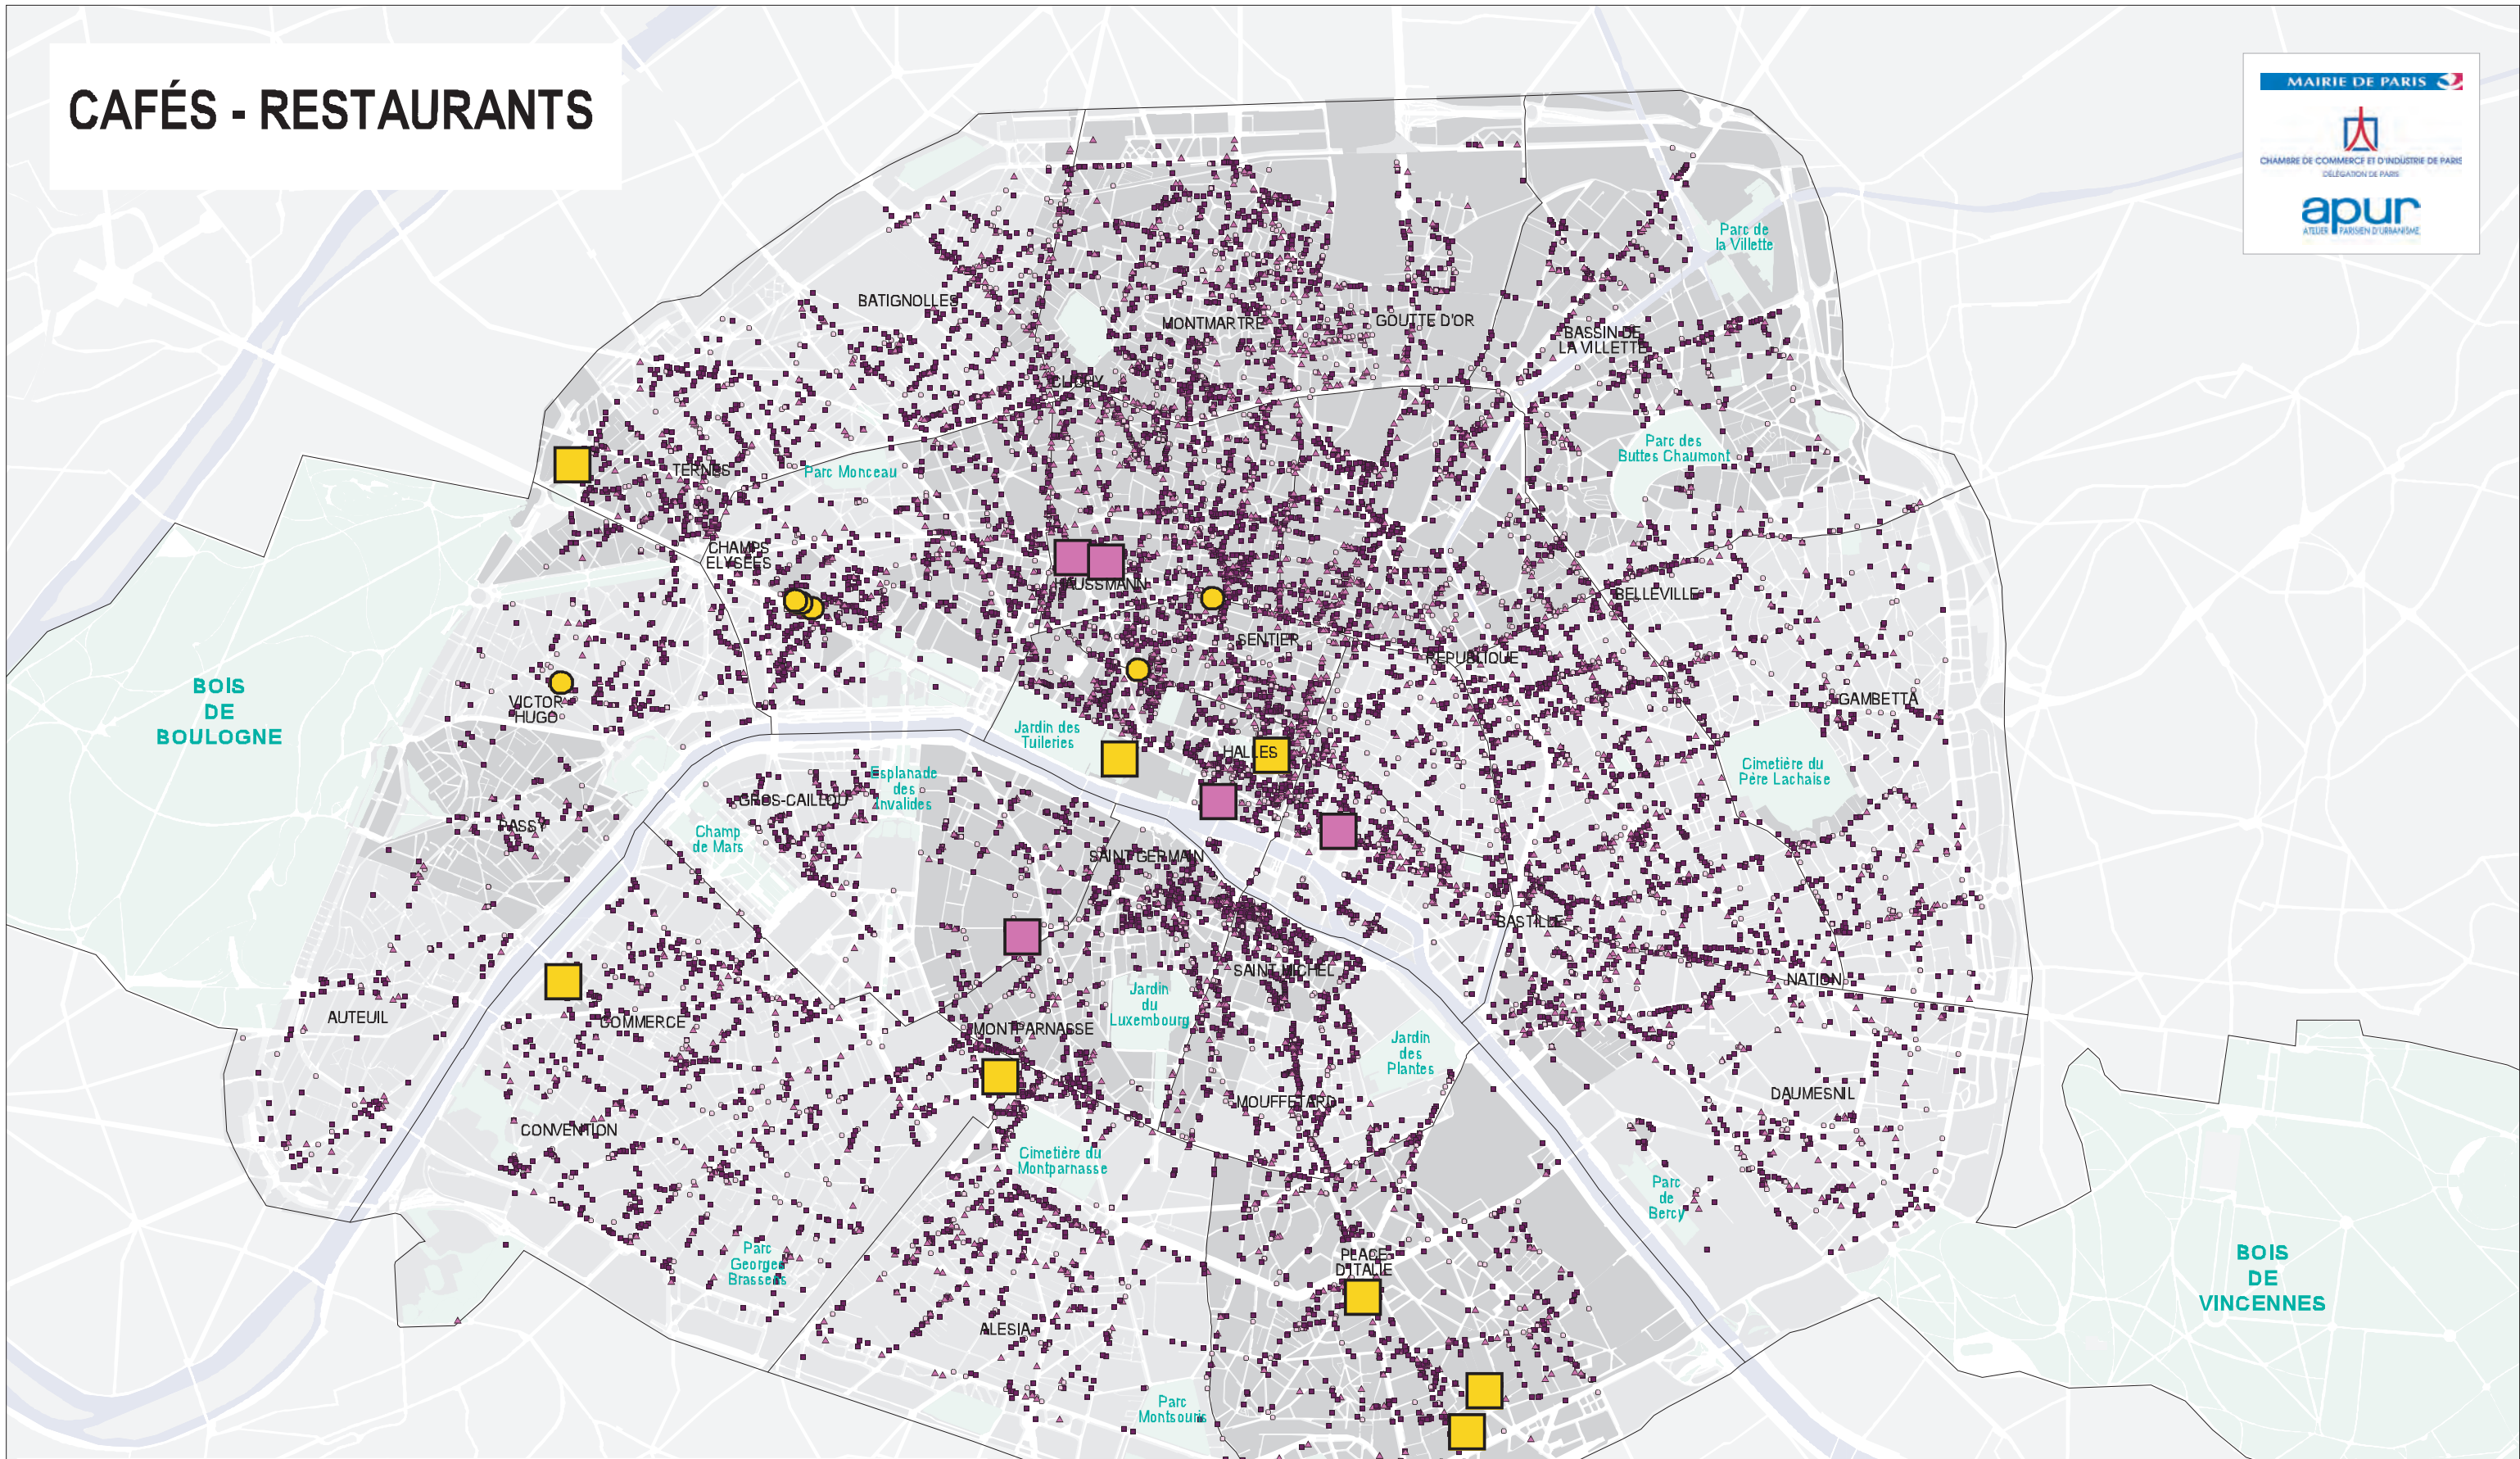 CAFÉS - RESTAURANTS
MAIRIE DE PARIS
CHAMBRE DE COMMERCE ET D'INDUSTRIE DE PARIS
DÉLÉGATION DE PARIS
apur
ATELIER PARISIEN D'URBANISME
Parc de
la Villette
BATIGNOLLES
MONTMARTRE
GOUTTE D'OR
BASSIN DE
LA VILLETTE
CLICHY
Parc des
Buttes Chaumont
TERNES
Parc Monceau
CHAMPS
ELYSÉES
HAUSSMANN
BELLEVILLE
SENTIER
RÉPUBLIQUE
BOIS
DE
BOULOGNE
VICTOR
HUGO
GAMBETTA
Jardin des
Tuileries
HALLES
Cimetière du
Père Lachaise
Esplanade
des
Invalides
GROS-CAILLOU
PASSY
Champ
de Mars
SAINT GERMAIN
BASTILLE
SAINT MICHEL
NATION
Jardin
du
Luxembourg
AUTEUIL
COMMERCE
MONTPARNASSE
Jardin
des
Plantes
DAUMESNIL
MOUFFETARD
CONVENTION
Cimetière du
Montparnasse
Parc
de
Bercy
Parc
Georges
Brassens
PLACE
D'ITALIE
BOIS
DE
VINCENNES
ALESIA
Parc
Montsouris